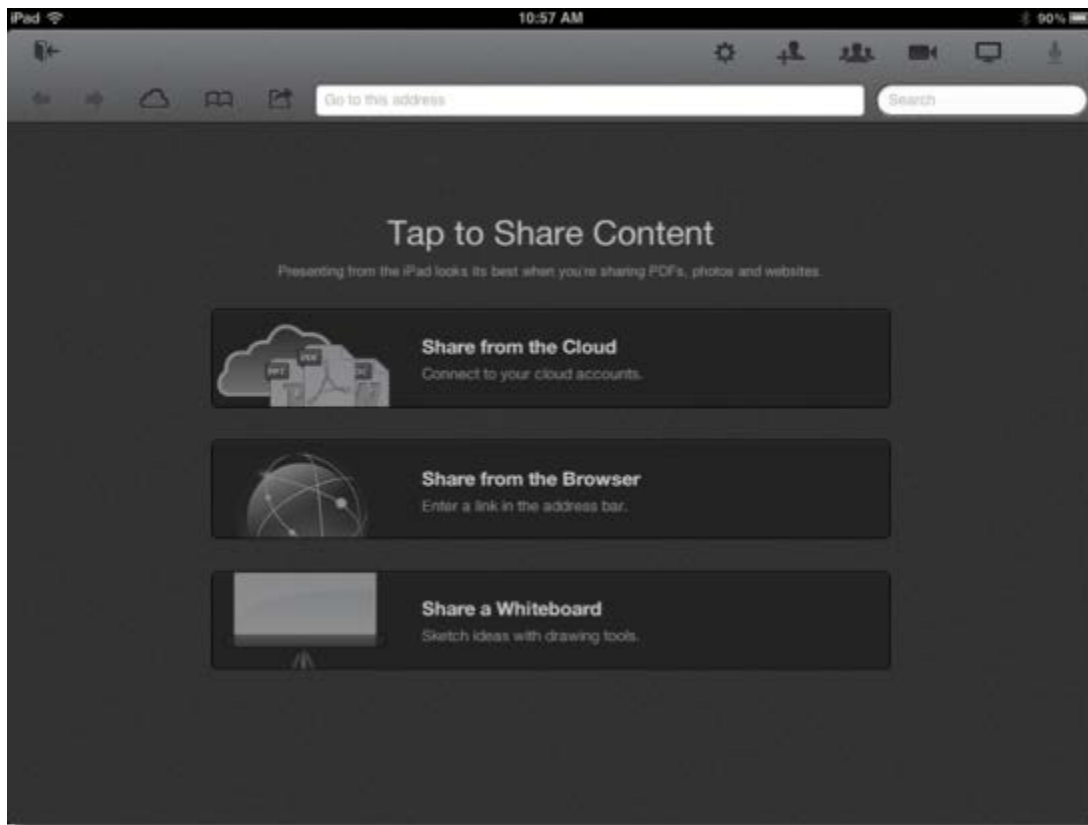 iPad
10:57 AM
90%
Go to this address
Search
Tap to Share Content
Presenting from the iPad looks its best when you're sharing PDFs, photos and websites.
Share from the Cloud
Connect to your cloud accounts.
PPT
PDF
Share from the Browser
Enter a link in the address bar.
Share a Whiteboard
Sketch ideas with drawing tools.